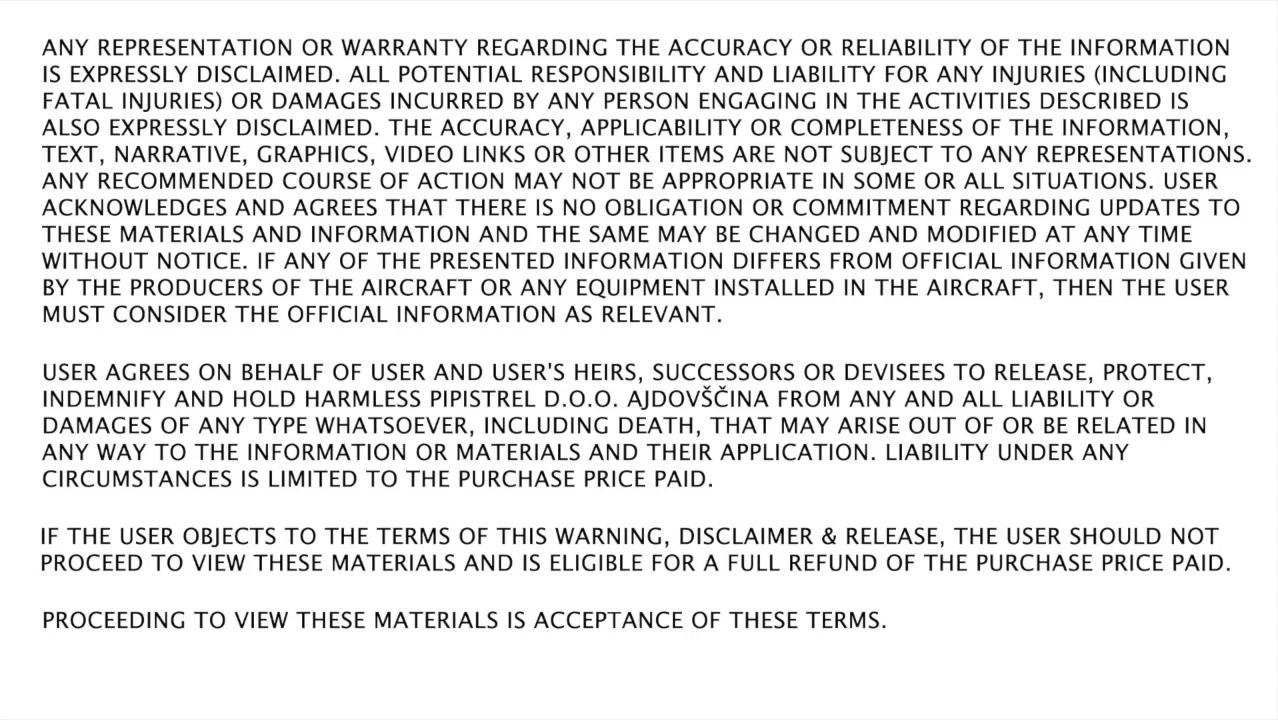 ANY REPRESENTATION OR WARRANTY REGARDING THE ACCURACY OR RELIABILITY OF THE INFORMATION
IS EXPRESSLY DISCLAIMED. ALL POTENTIAL RESPONSIBILITY AND LIABILITY FOR ANY INJURIES (INCLUDING
FATAL INJURIES) OR DAMAGES INCURRED BY ANY PERSON ENGAGING IN THE ACTIVITIES DESCRIBED IS
ALSO EXPRESSLY DISCLAIMED. THE ACCURACY, APPLICABILITY OR COMPLETENESS OF THE INFORMATION,
TEXT, NARRATIVE, GRAPHICS, VIDEO LINKS OR OTHER ITEMS ARE NOT SUBJECT TO ANY REPRESENTATIONS.
ANY RECOMMENDED COURSE OF ACTION MAY NOT BE APPROPRIATE IN SOME OR ALL SITUATIONS. USER
ACKNOWLEDGES AND AGREES THAT THERE IS NO OBLIGATION OR COMMITMENT REGARDING UPDATES TO
THESE MATERIALS AND INFORMATION AND THE SAME MAY BE CHANGED AND MODIFIED AT ANY TIME
WITHOUT NOTICE. IF ANY OF THE PRESENTED INFORMATION DIFFERS FROM OFFICIAL INFORMATION GIVEN
BY THE PRODUCERS OF THE AIRCRAFT OR ANY EQUIPMENT INSTALLED IN THE AIRCRAFT, THEN THE USER
MUST CONSIDER THE OFFICIAL INFORMATION AS RELEVANT.
USER AGREES ON BEHALF OF USER AND USER'S HEIRS, SUCCESSORS OR DEVISEES TO RELEASE, PROTECT,
INDEMNIFY AND HOLD HARMLESS PIPISTREL D.O.O. AJDOVŠČINA FROM ANY AND ALL LIABILITY OR
DAMAGES OF ANY TYPE WHATSOEVER, INCLUDING DEATH, THAT MAY ARISE OUT OF OR BE RELATED IN
ANY WAY TO THE INFORMATION OR MATERIALS AND THEIR APPLICATION. LIABILITY UNDER ANY
CIRCUMSTANCES IS LIMITED TO THE PURCHASE PRICE PAID.
IF THE USER OBJECTS TO THE TERMS OF THIS WARNING, DISCLAIMER & RELEASE, THE USER SHOULD NOT
PROCEED TO VIEW THESE MATERIALS AND IS ELIGIBLE FOR A FULL REFUND OF THE PURCHASE PRICE PAID.
PROCEEDING TO VIEW THESE MATERIALS IS ACCEPTANCE OF THESE TERMS.